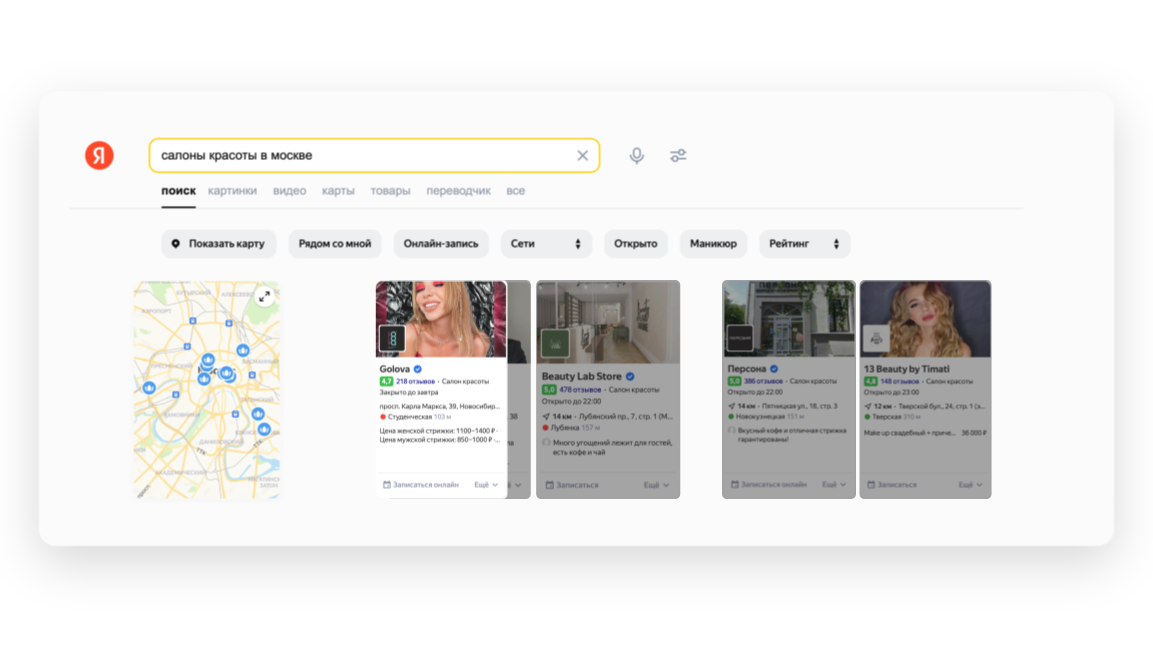 Я
салоны красоты в москве
поиск картинки видео карты товары переводчик все
Показать карту Рядом со мной Онлайн-запись Сети Открыто Маникюр Рейтинг
АЭРОПОРТ
Golova
4,7 218 отзывов · Салон красоты
Закрыто до завтра
просп. Карла Маркса, 39, Новосибир...
Студенческая 103 м
Цена женской стрижки: 1100–1400 ₽ ·
Цена мужской стрижки: 850–1000 ₽ · ...
Записаться онлайн Ещё
38
Beauty Lab Store
5,0 478 отзывов · Салон красоты
Открыто до 22:00
14 км · Лубянский пр., 7, стр. 1 (М...
Лубянка 157 м
Много угощений лежит для гостей,
есть кофе и чай
Записаться Ещё
Персона
5,0 386 отзывов · Салон красоты
Открыто до 22:00
14 км · Пятницкая ул., 18, стр. 3
Новокузнецкая 151 м
Вкусный кофе и отличная стрижка
гарантированы!
Записаться онлайн Ещё
13 Beauty by Timati
4,8 148 отзывов · Салон красоты
Открыто до 23:00
12 км · Тверской бул., 24, стр. 1 (э...
Тверская 310 м
Make up свадебный + приче... 36 000 ₽
Записаться Ещё